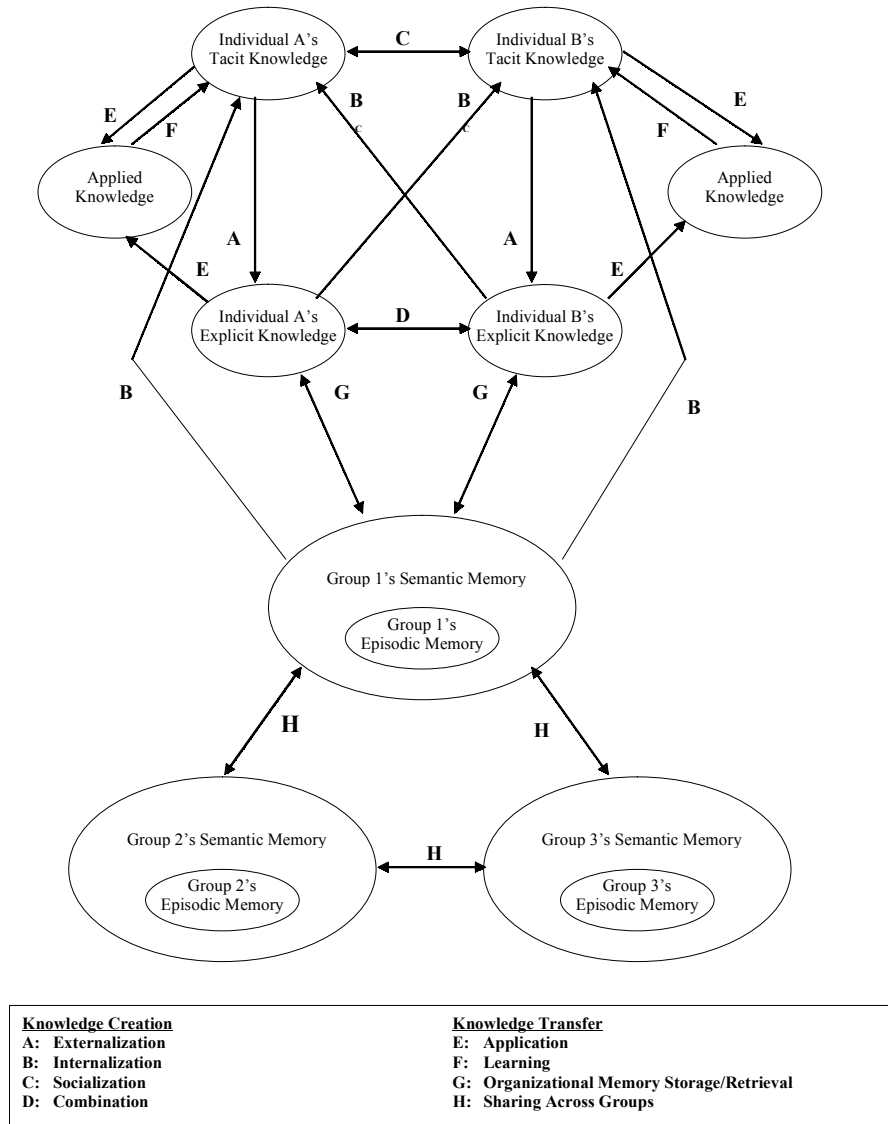 Individual A’s
Tacit Knowledge
C
Individual B’s
Tacit Knowledge
E
F
B
C
B
C
F
E
Applied
Knowledge
Applied
Knowledge
A
A
E
E
Individual A’s
Explicit Knowledge
D
Individual B’s
Explicit Knowledge
B
G
G
B
Group 1’s Semantic Memory
Group 1’s
Episodic Memory
H
H
Group 2’s Semantic Memory
Group 2’s
Episodic Memory
H
Group 3’s Semantic Memory
Group 3’s
Episodic Memory
Knowledge Creation
A: Externalization
B: Internalization
C: Socialization
D: Combination
Knowledge Transfer
E: Application
F: Learning
G: Organizational Memory Storage/Retrieval
H: Sharing Across Groups